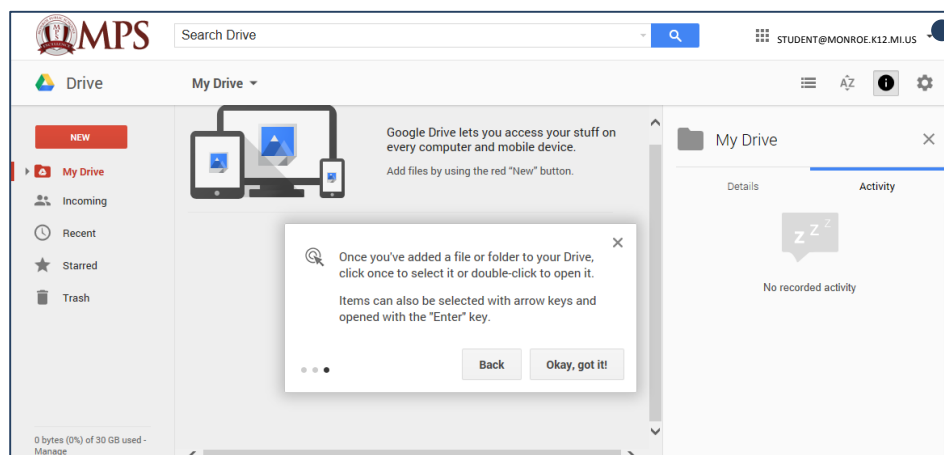 MPS
Search Drive
STUDENT@MONROE.K12.MI.US
Drive
My Drive
AZ
NEW
My Drive
Incoming
Recent
Starred
Trash
0 bytes (0%) of 30 GB used -
Manage
Google Drive lets you access your stuff on
every computer and mobile device.
Add files by using the red "New" button.
Once you've added a file or folder to your Drive,
click once to select it or double-click to open it.
Items can also be selected with arrow keys and
opened with the "Enter" key.
Back
Okay, got it!
My Drive
Details
Activity
z z z
No recorded activity